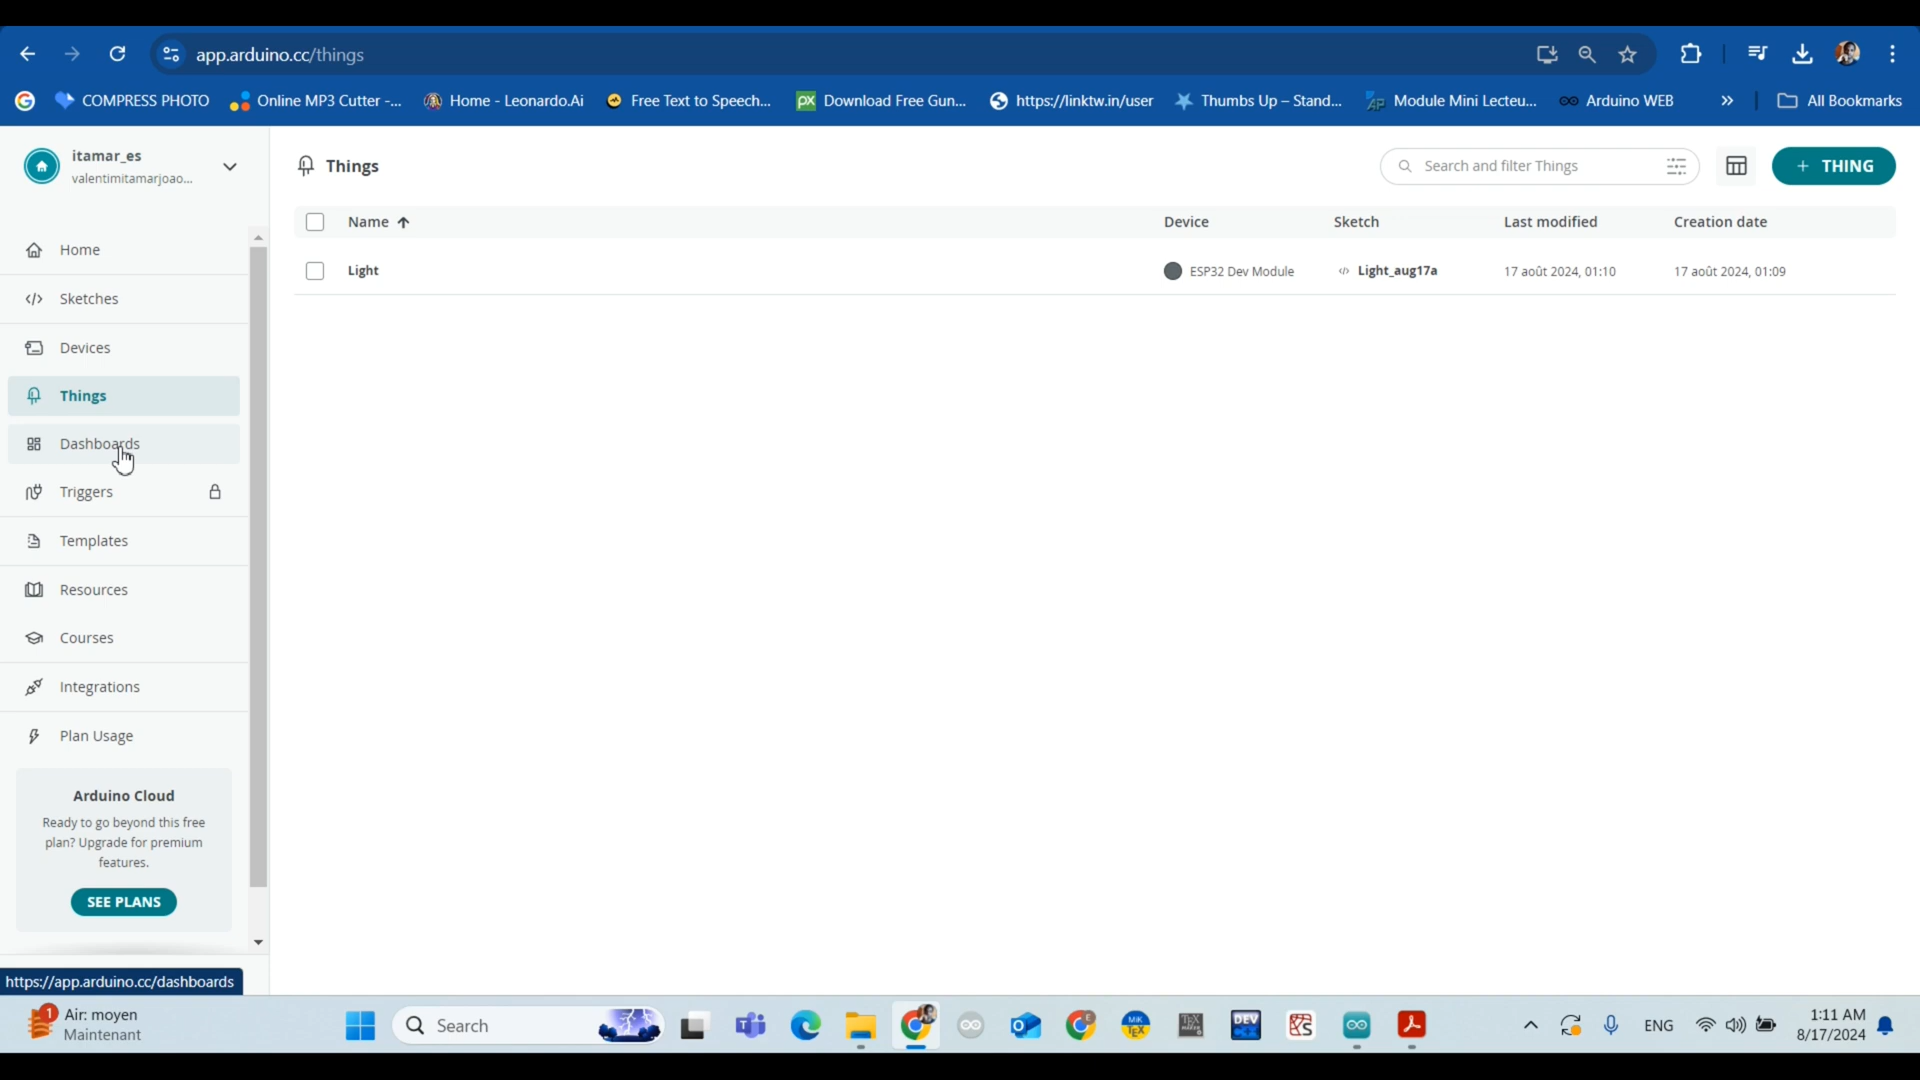 app.arduino.cc/things
COMPRESS PHOTO
Online MP3 Cutter -...
Home - Leonardo.Ai
Free Text to Speech...
Download Free Gun...
https://linktw.in/user
Thumbs Up – Stand...
Module Mini Lecteu...
Arduino WEB
All Bookmarks
itamar_es
valentimitamarjoao...
Home
Sketches
Devices
Things
Dashboards
Triggers
Templates
Resources
Courses
Integrations
Plan Usage
Arduino Cloud
Ready to go beyond this free
plan? Upgrade for premium
features.
SEE PLANS
https://app.arduino.cc/dashboards
Things
Search and filter Things
+ THING
Name
Device
Sketch
Last modified
Creation date
Light
ESP32 Dev Module
Light_aug17a
17 août 2024, 01:10
17 août 2024, 01:09
1
Air: moyen
Maintenant
Search
DEV
ENG
1:11 AM
8/17/2024